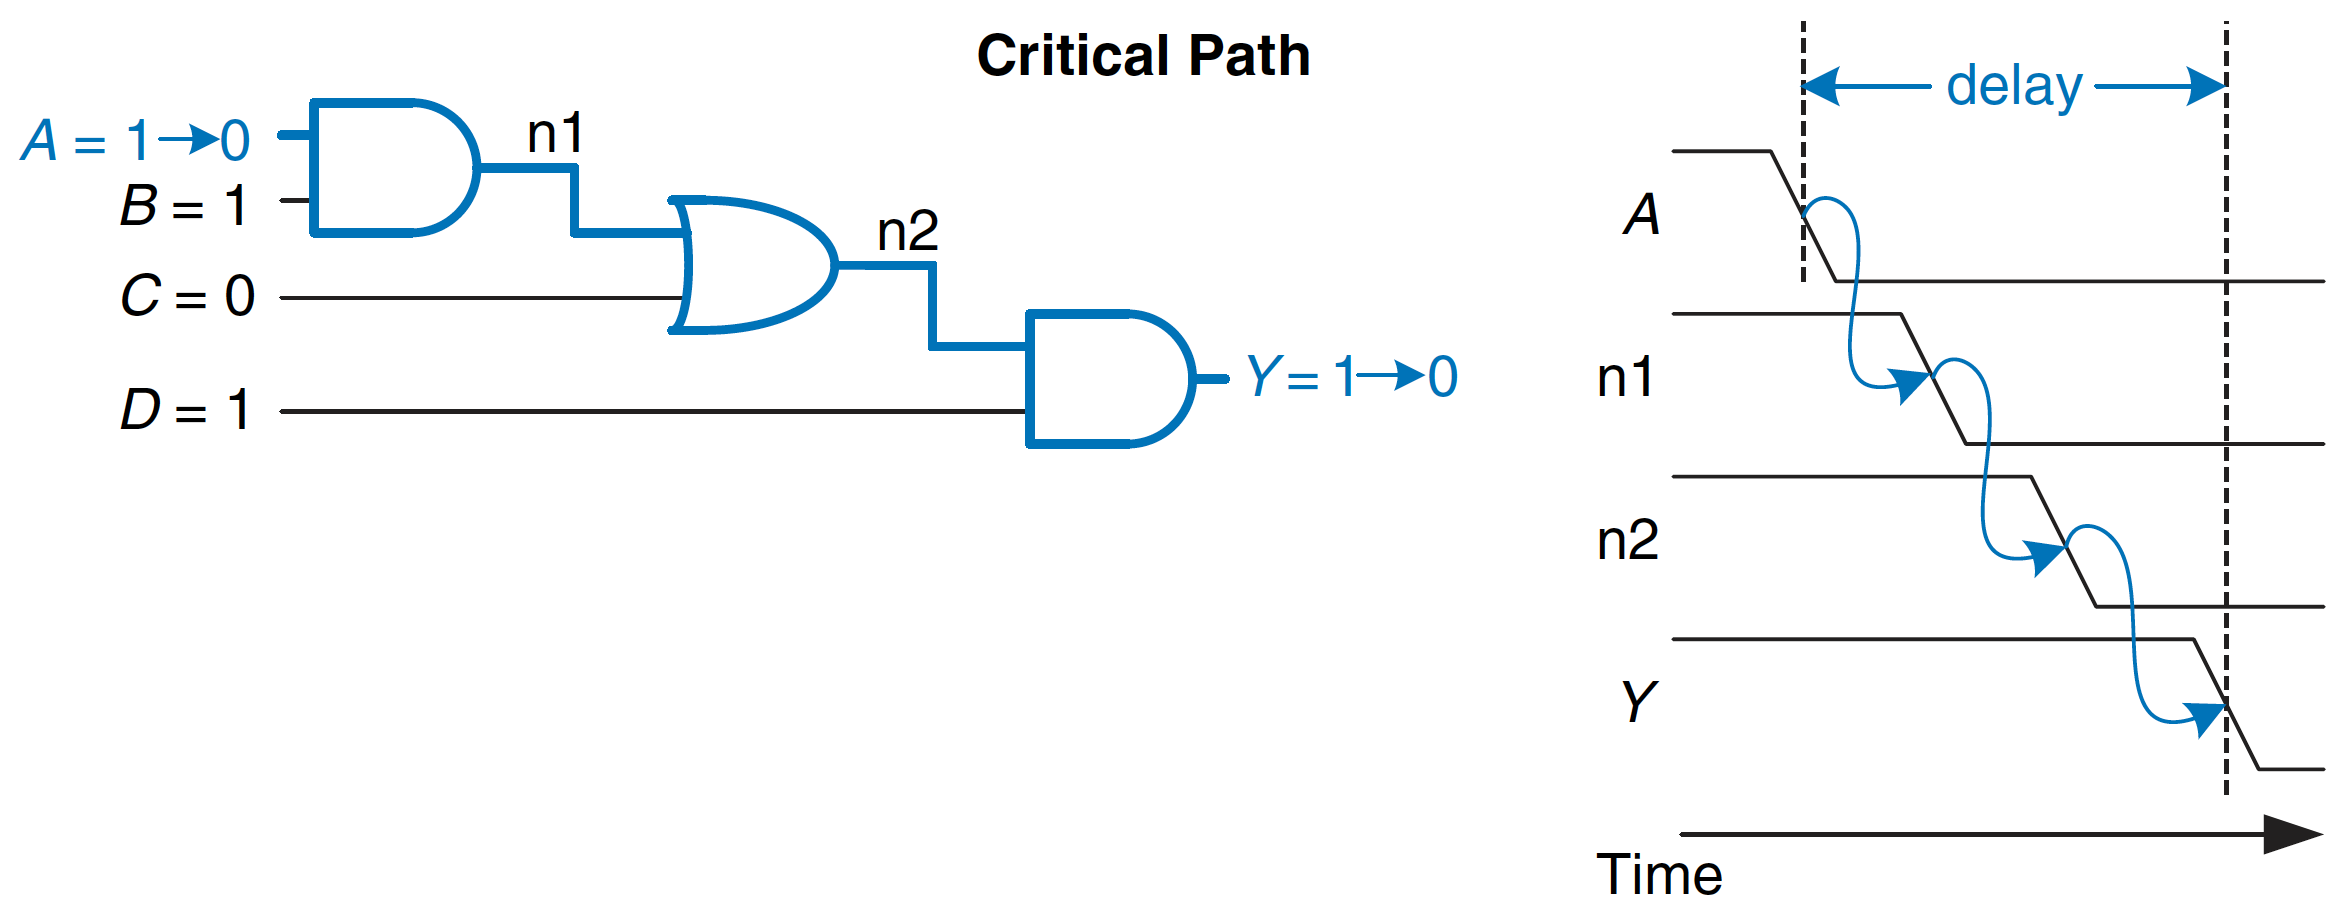 Critical Path
A = 1→0
B = 1
C = 0
D = 1
n1
n2
Y = 1→0
delay
A
n1
n2
Y
Time